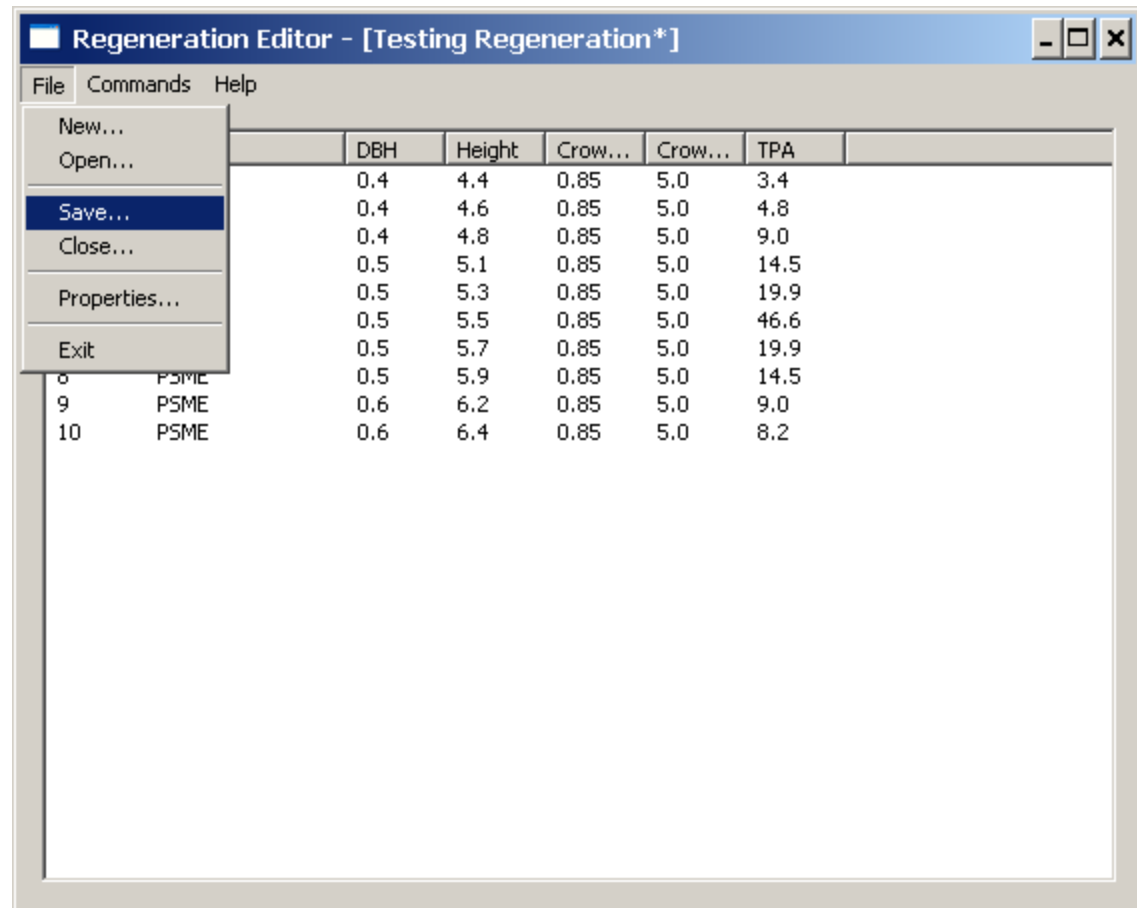 Regeneration Editor - [Testing Regeneration*]
File Commands Help
New...
Open...
Save...
Close...
Properties...
Exit
DBH Height Crow... Crow... TPA
0.4 4.4 0.85 5.0 3.4
0.4 4.6 0.85 5.0 4.8
0.4 4.8 0.85 5.0 9.0
0.5 5.1 0.85 5.0 14.5
0.5 5.3 0.85 5.0 19.9
0.5 5.5 0.85 5.0 46.6
0.5 5.7 0.85 5.0 19.9
8 PSME 0.5 5.9 0.85 5.0 14.5
9 PSME 0.6 6.2 0.85 5.0 9.0
10 PSME 0.6 6.4 0.85 5.0 8.2